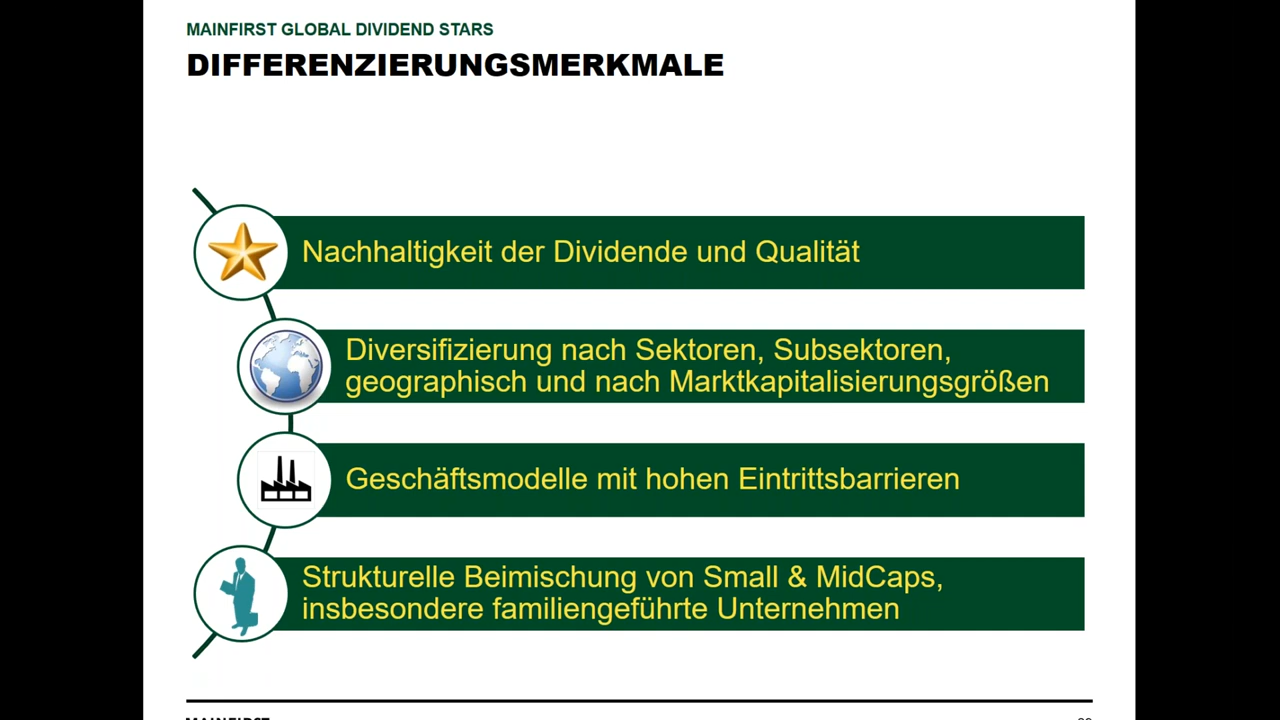 MAINFIRST GLOBAL DIVIDEND STARS
DIFFERENZIERUNGSMERKMALE
Nachhaltigkeit der Dividende und Qualität
Diversifizierung nach Sektoren, Subsektoren,
geographisch und nach Marktkapitalisierungsgrößen
Geschäftsmodelle mit hohen Eintrittsbarrieren
Strukturelle Beimischung von Small & MidCaps,
insbesondere familiengeführte Unternehmen
MAINFIRST